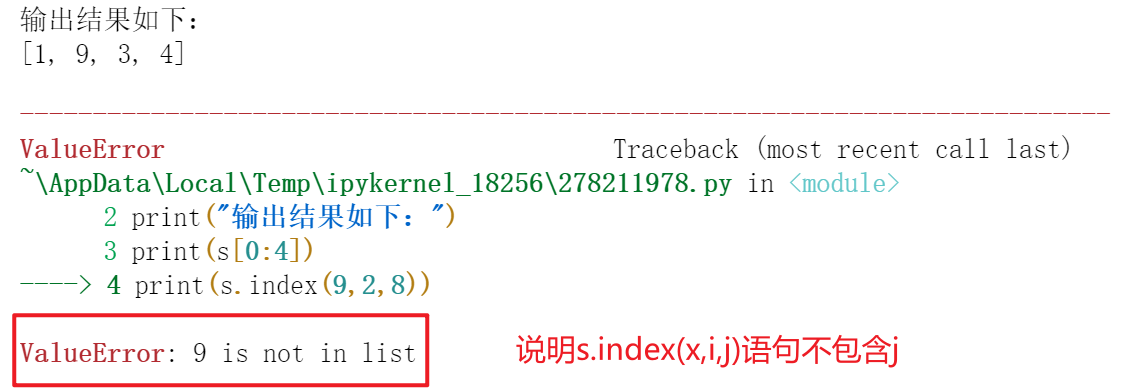 输出结果如下：
[1, 9, 3, 4]
---------------------------------------------------------------------------
ValueError                                Traceback (most recent call last)
~\AppData\Local\Temp\ipykernel_18256\278211978.py in <module>
      2 print("输出结果如下：")
      3 print(s[0:4])
----> 4 print(s.index(9,2,8))
ValueError: 9 is not in list
说明s.index(x,i,j)语句不包含j